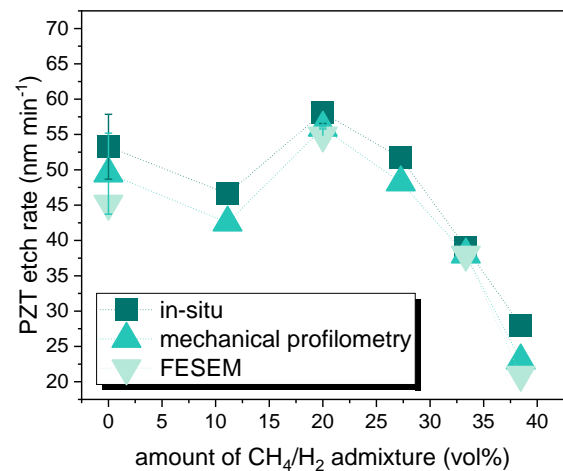 PZT etch rate (nm min⁻¹)
70
65
60
55
50
45
40
35
30
25
20
in-situ
mechanical profilometry
FESEM
0 5 10 15 20 25 30 35 40
amount of CH₄/H₂ admixture (vol%)